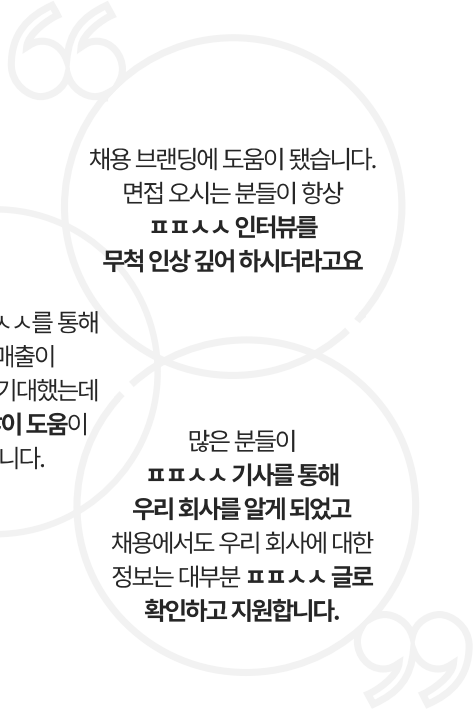 채용 브랜딩에 도움이 됐습니다.
면접 오시는 분들이 항상
ㅍㅍㅅㅅ 인터뷰를
무척 인상 깊어 하시더라고요
ㅅㅅ를 통해
매출이
기대했는데
이 도움이
니다.
많은 분들이
ㅍㅍㅅㅅ 기사를 통해
우리 회사를 알게 되었고
채용에서도 우리 회사에 대한
정보는 대부분 ㅍㅍㅅㅅ 글로
확인하고 지원합니다.